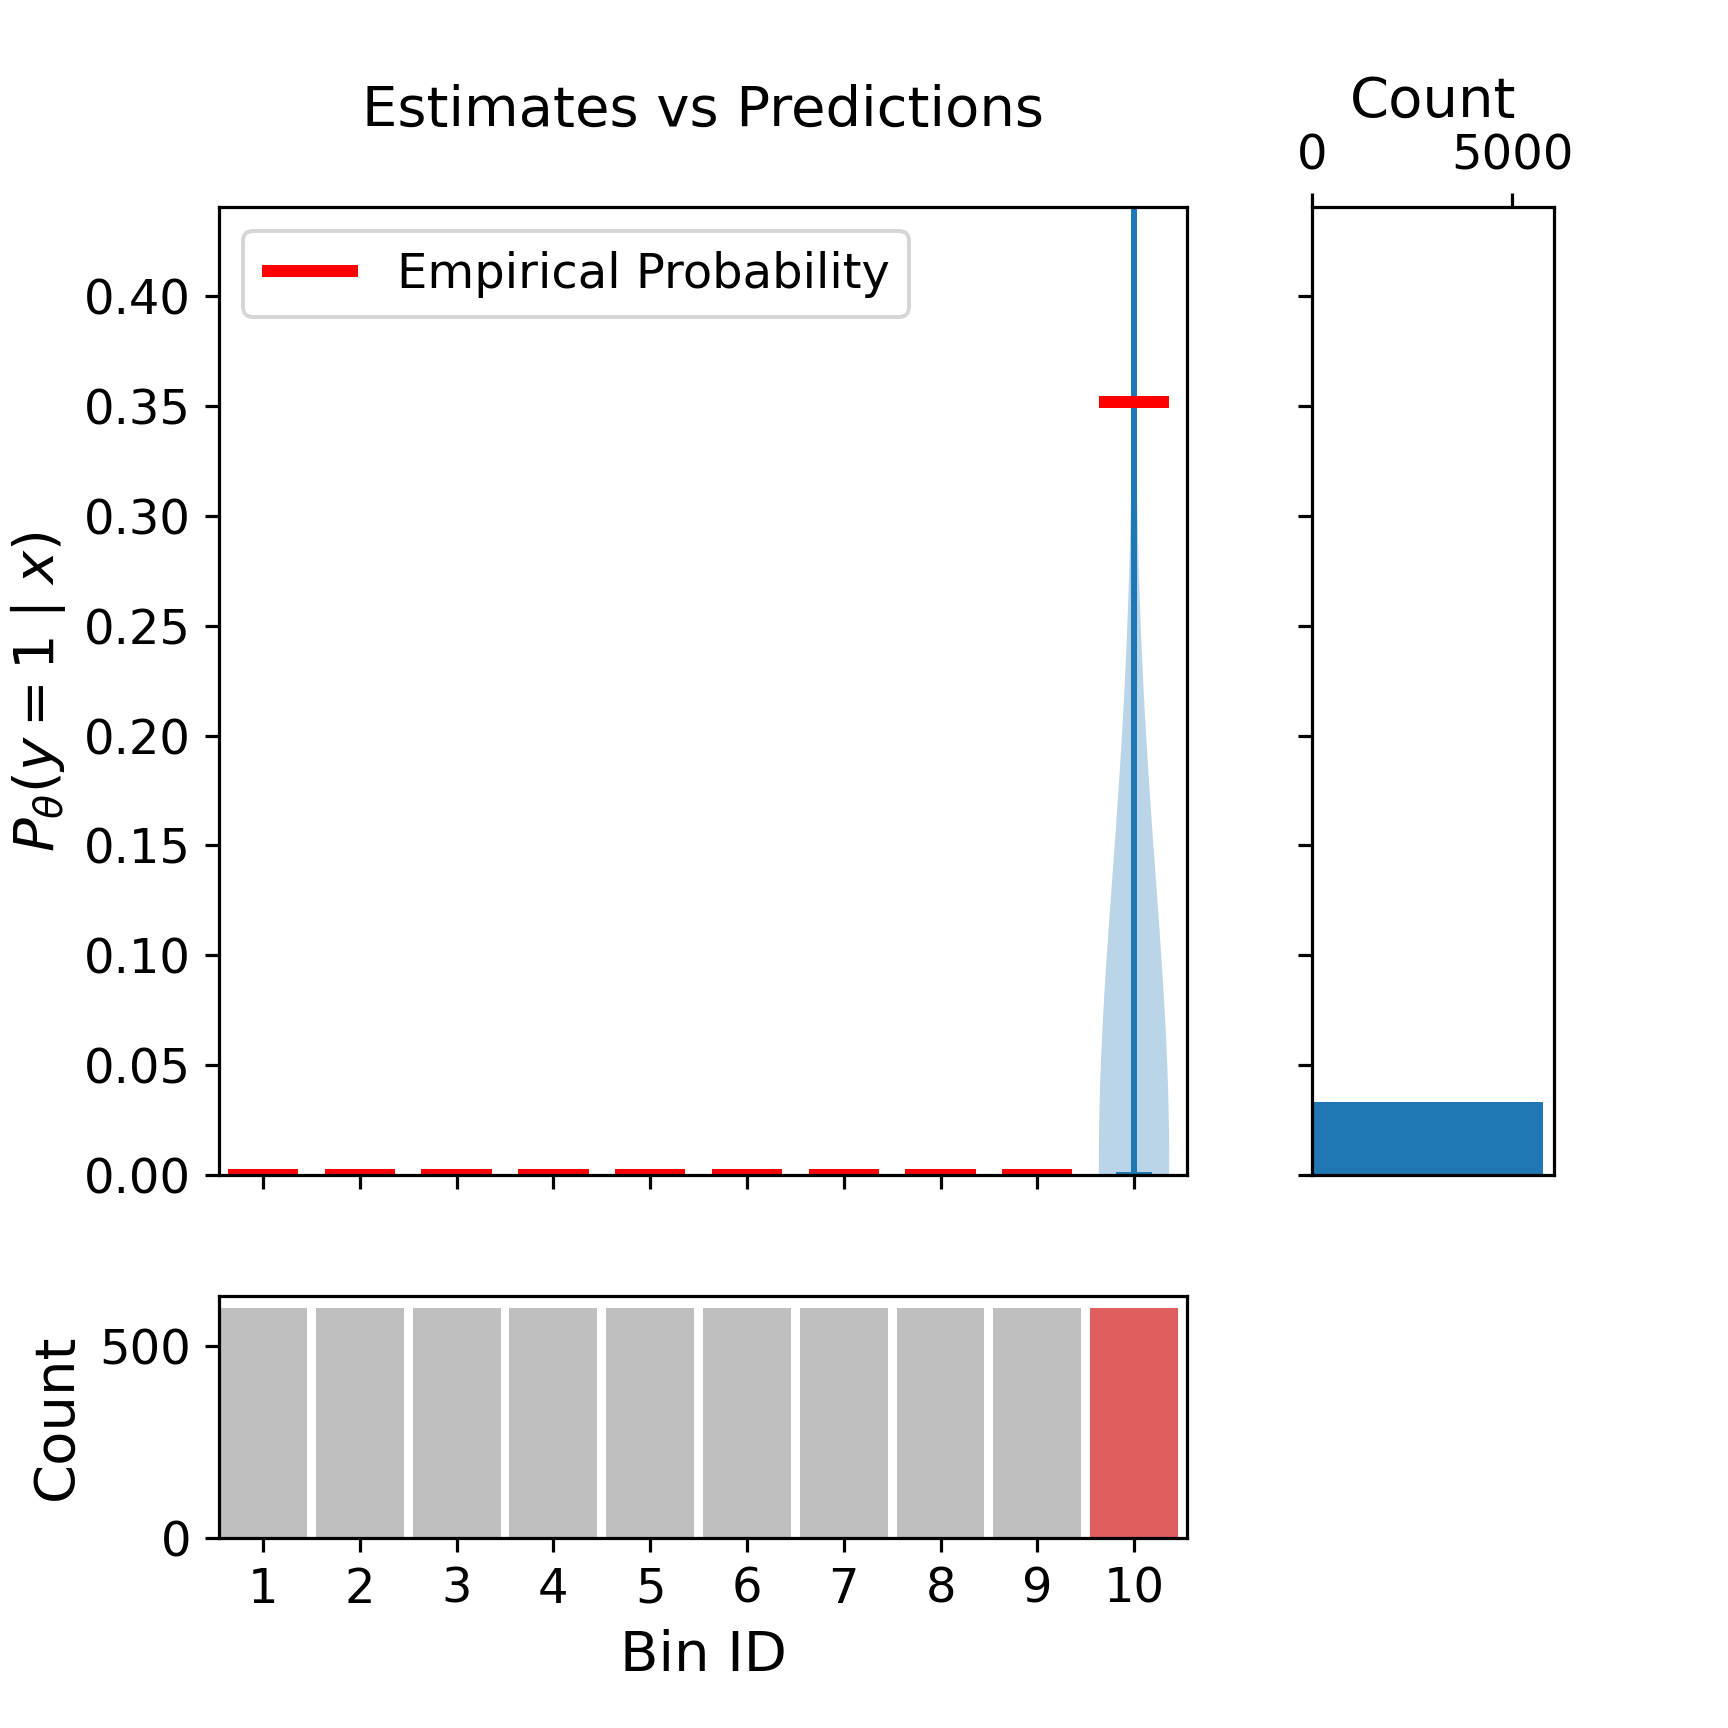 Estimates vs Predictions
Count
0 5000
Empirical Probability
0.40
0.35
0.30
0.25
0.20
0.15
0.10
0.05
0.00
P_θ(y = 1 | x)
500
0
Count
1 2 3 4 5 6 7 8 9 10
Bin ID